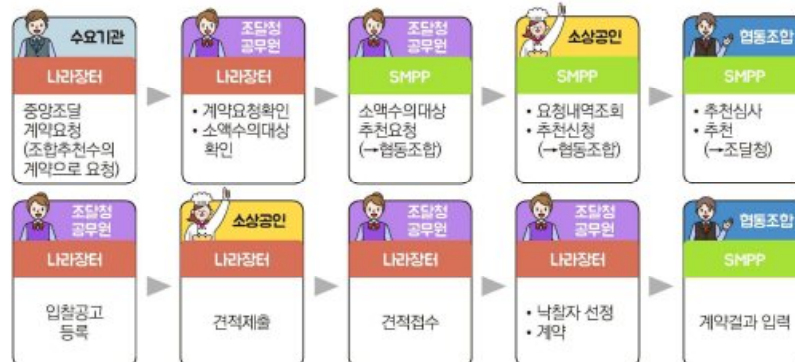 수요기관
나라장터
중앙조달
계약요청
(조합추천수의
계약으로 요청)
조달청
공무원
나라장터
• 계약요청확인
• 소액수의대상
확인
조달청
공무원
SMPP
소액수의대상
추천요청
(→협동조합)
소상공인
SMPP
• 요청내역조회
• 추천신청
(→협동조합)
협동조합
SMPP
• 추천심사
• 추천
(→조달청)
조달청
공무원
나라장터
입찰공고
등록
소상공인
나라장터
견적제출
조달청
공무원
나라장터
견적접수
조달청
공무원
나라장터
• 낙찰자 선정
• 계약
협동조합
SMPP
계약결과 입력